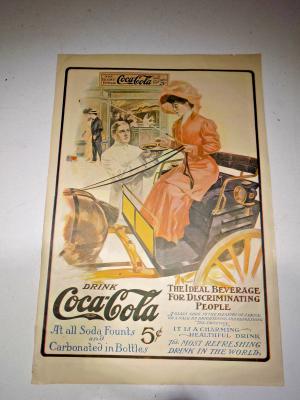 Coca-Cola
5¢
DRINK
Coca-Cola
At all Soda Founts 5¢
and
Carbonated in Bottles
THE IDEAL BEVERAGE
FOR DISCRIMINATING
PEOPLE
IT IS A CHARMING
HEALTHFUL DRINK
THE MOST REFRESHING
DRINK IN THE WORLD.